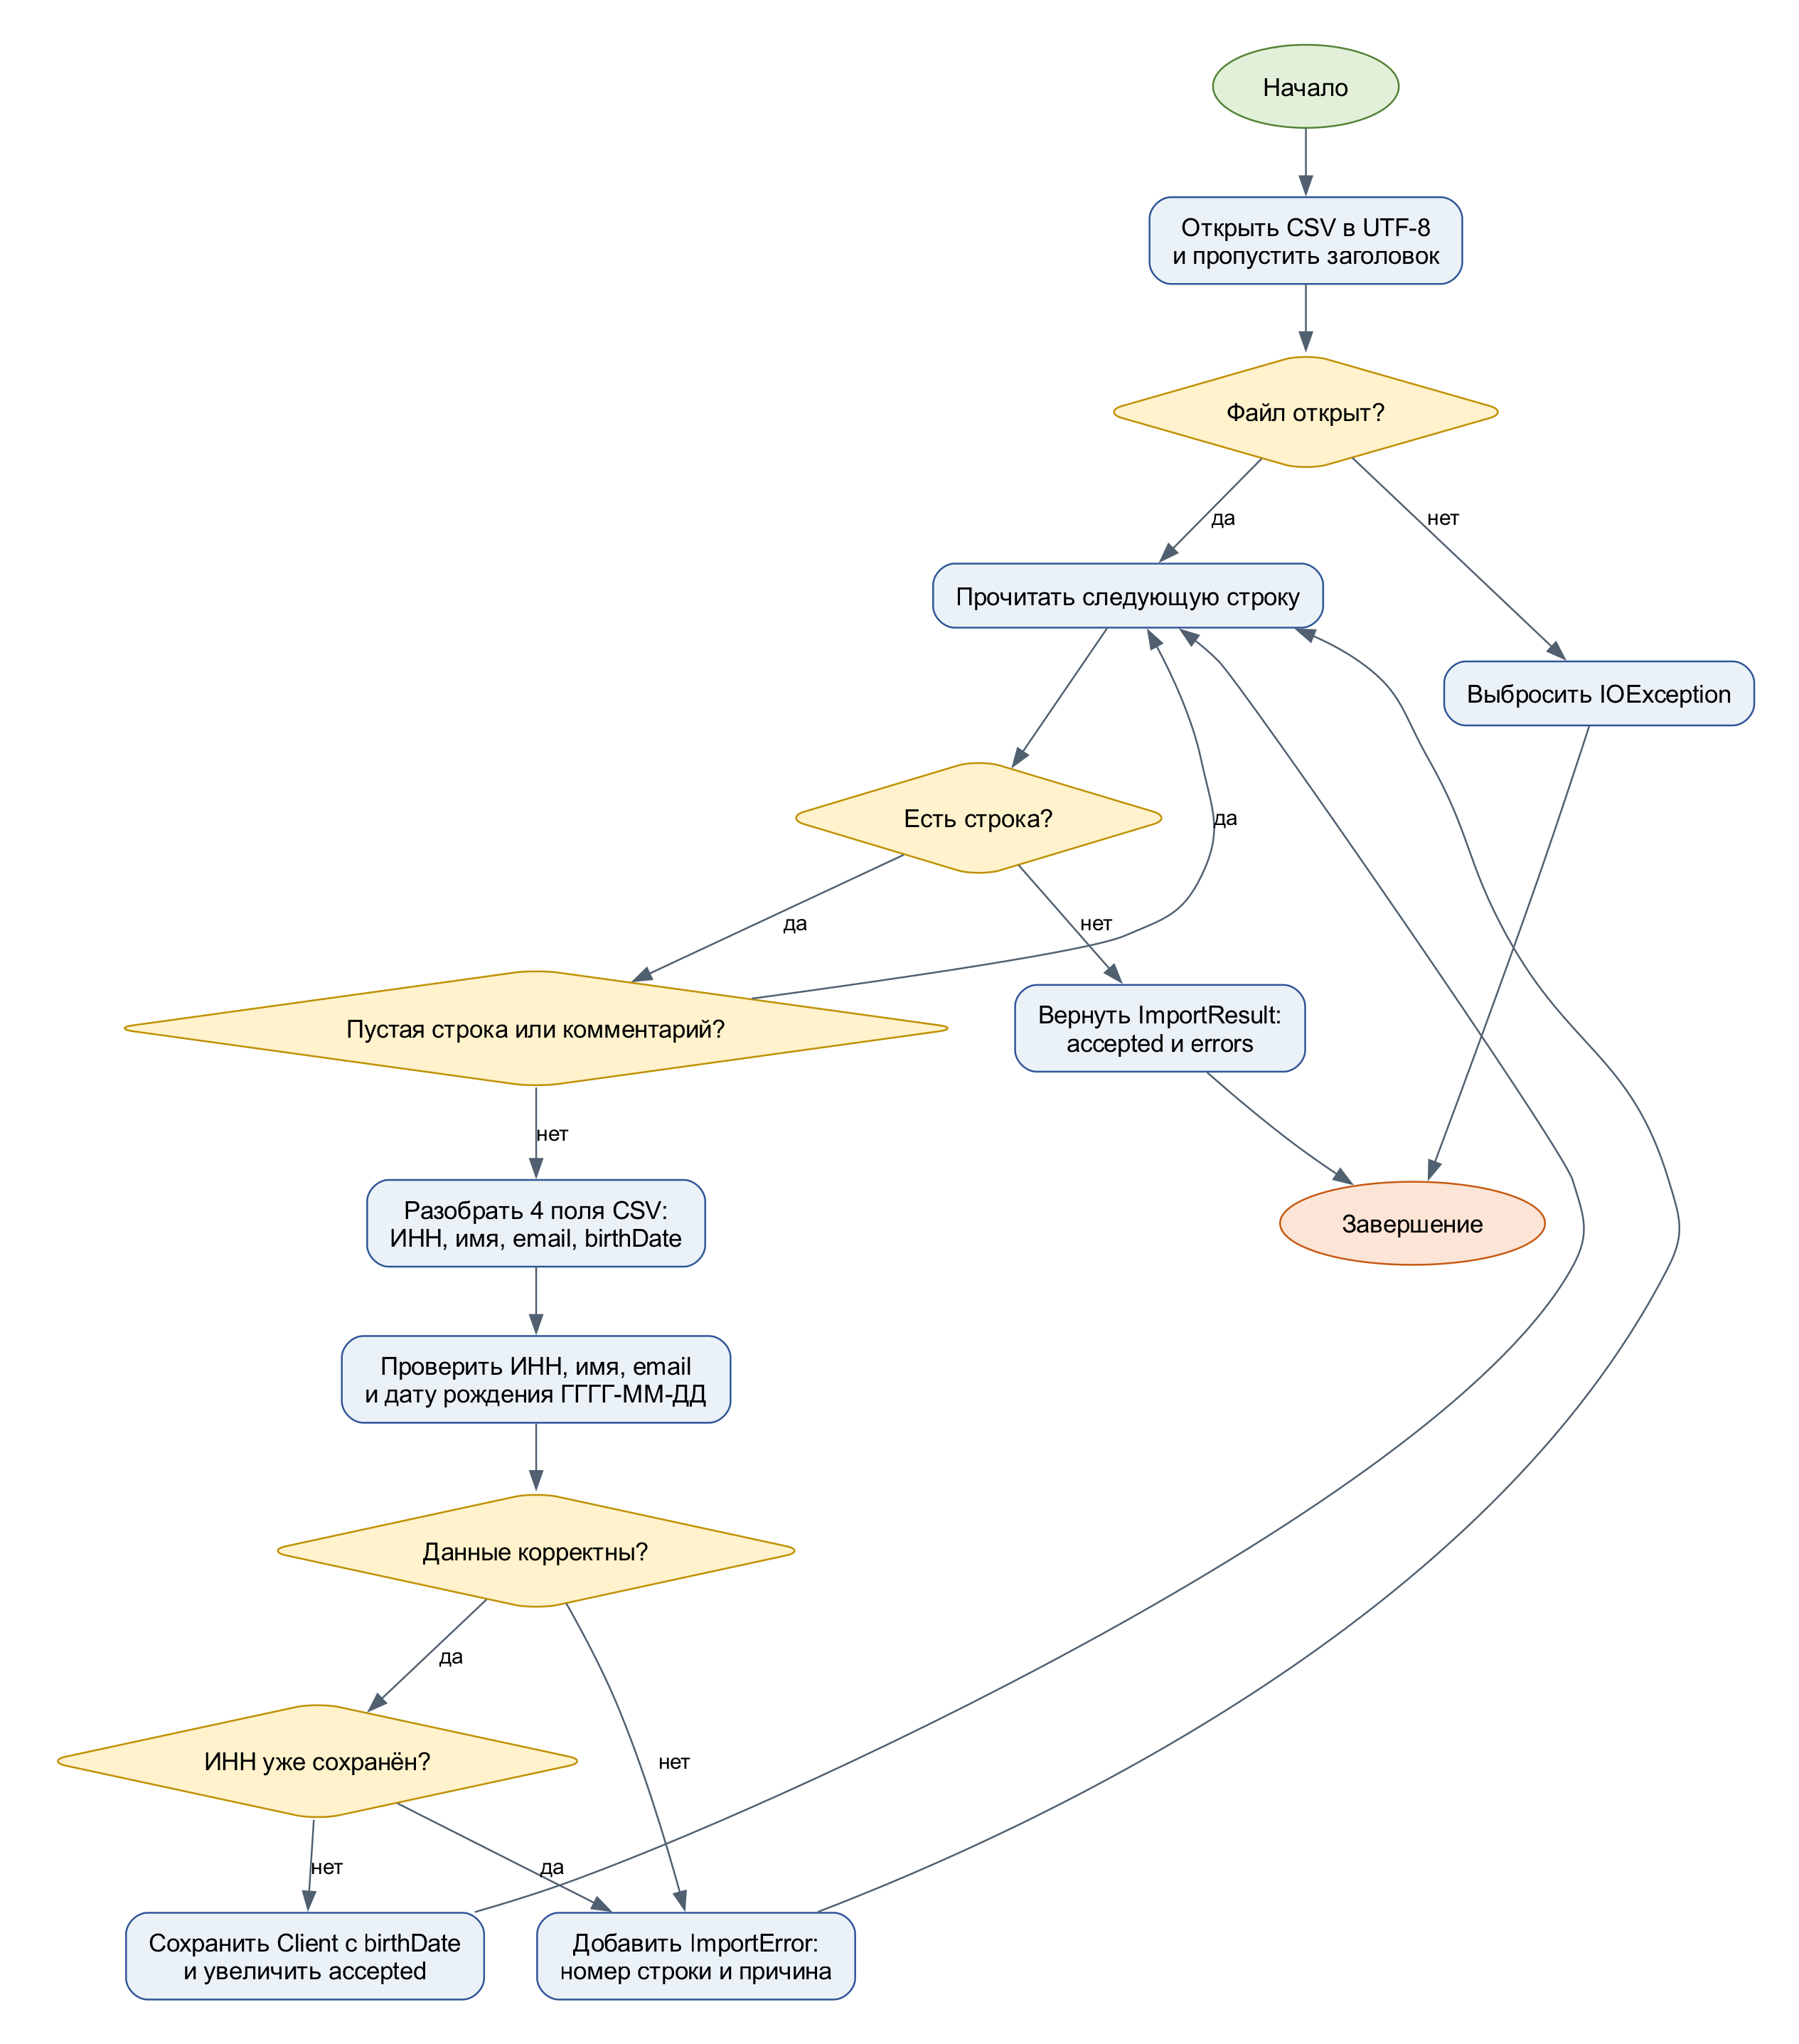 Начало
Открыть CSV в UTF-8
и пропустить заголовок
Файл открыт?
да
нет
Прочитать следующую строку
Выбросить IOException
Есть строка?
да
да
нет
Пустая строка или комментарий?
Вернуть ImportResult:
accepted и errors
нет
Разобрать 4 поля CSV:
ИНН, имя, email, birthDate
Завершение
Проверить ИНН, имя, email
и дату рождения ГГГГ-ММ-ДД
Данные корректны?
да
ИНН уже сохранён?
нет
нет
да
Сохранить Client с birthDate
и увеличить accepted
Добавить ImportError:
номер строки и причина